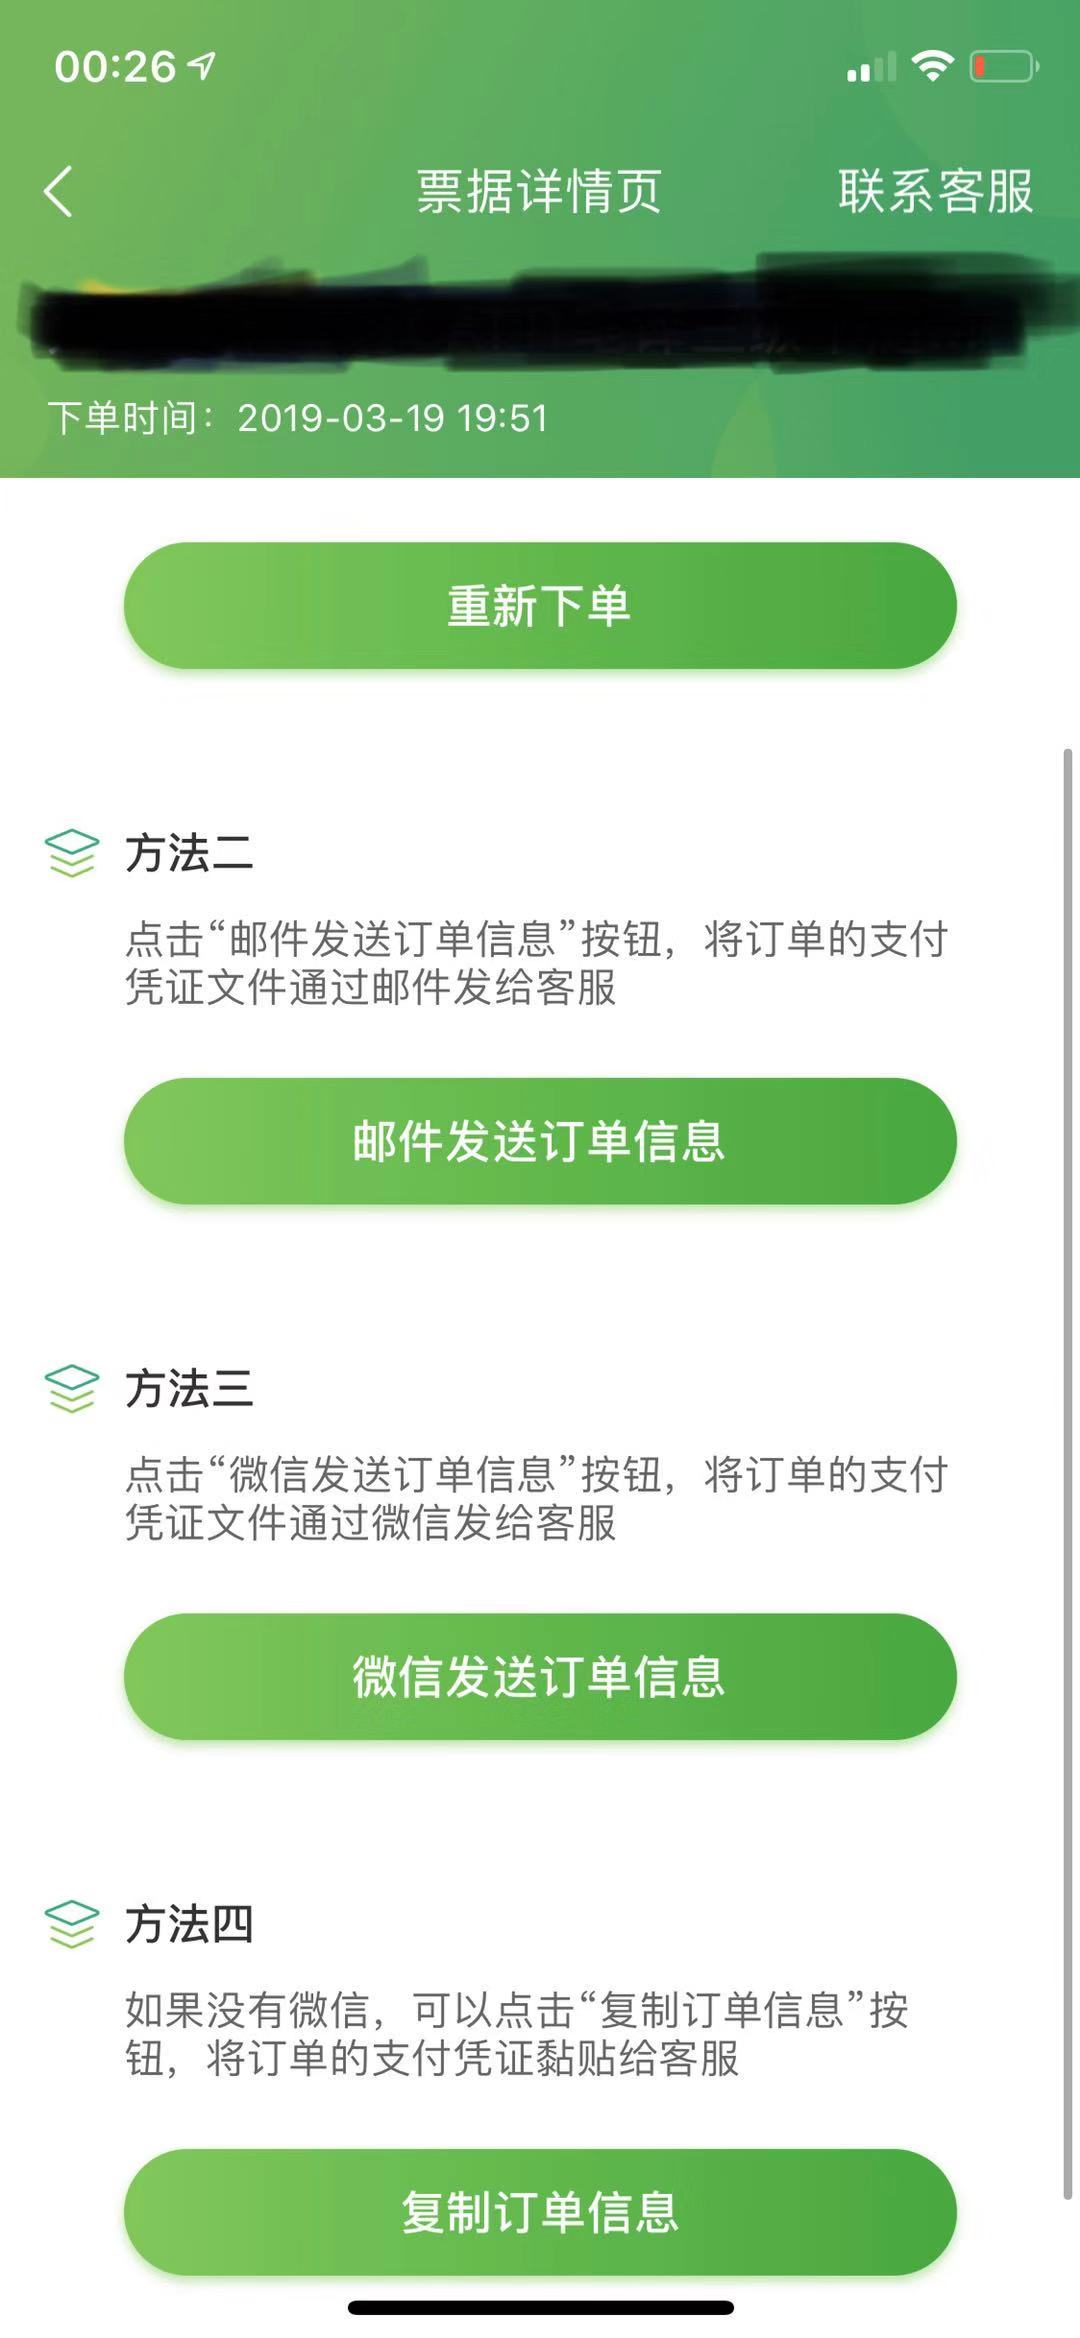 00:26
票据详情页
联系客服
下单时间：2019-03-19 19:51
重新下单
方法二
点击“邮件发送订单信息”按钮，将订单的支付
凭证文件通过邮件发给客服
邮件发送订单信息
方法三
点击“微信发送订单信息”按钮，将订单的支付
凭证文件通过微信发给客服
微信发送订单信息
方法四
如果没有微信，可以点击“复制订单信息”按
钮，将订单的支付凭证黏贴给客服
复制订单信息